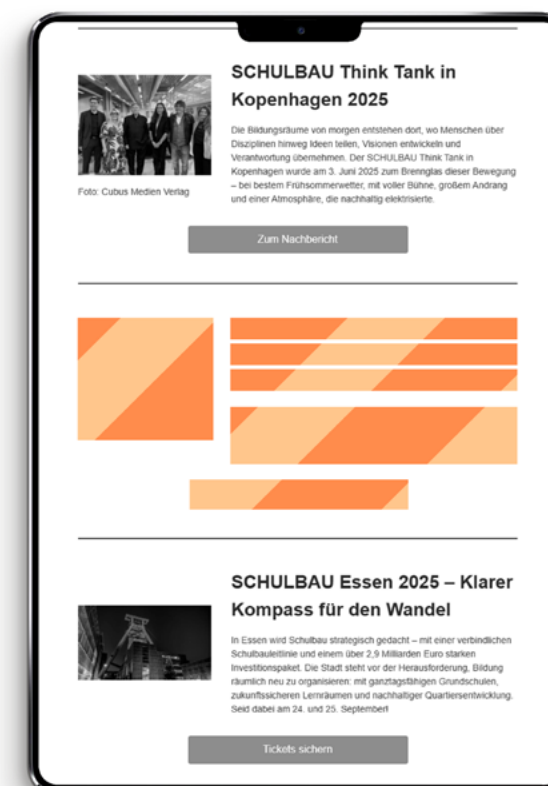 SCHULBAU Think Tank in
Kopenhagen 2025
Die Bildungsräume von morgen entstehen dort, wo Menschen über
Disziplinen hinweg Ideen teilen, Visionen entwickeln und
Verantwortung übernehmen. Der SCHULBAU Think Tank in
Kopenhagen wurde am 3. Juni 2025 zum Brennglas dieser Bewegung
– bei bestem Frühsommerwetter, mit voller Bühne, großem Andrang
und einer Atmosphäre, die nachhaltig elektrisierte.
Foto: Cubus Medien Verlag
Zum Nachbericht
SCHULBAU Essen 2025 – Klarer
Kompass für den Wandel
In Essen wird Schulbau strategisch gedacht – mit einer verbindlichen
Schulbauleitlinie und einem über 2,9 Milliarden Euro starken
Investitionspaket. Die Stadt steht vor der Herausforderung, Bildung
räumlich neu zu organisieren: mit ganztagsfähigen Grundschulen,
zukunftssicheren Lernräumen und nachhaltiger Quartiersentwicklung.
Seid dabei am 24. und 25. September!
Tickets sichern